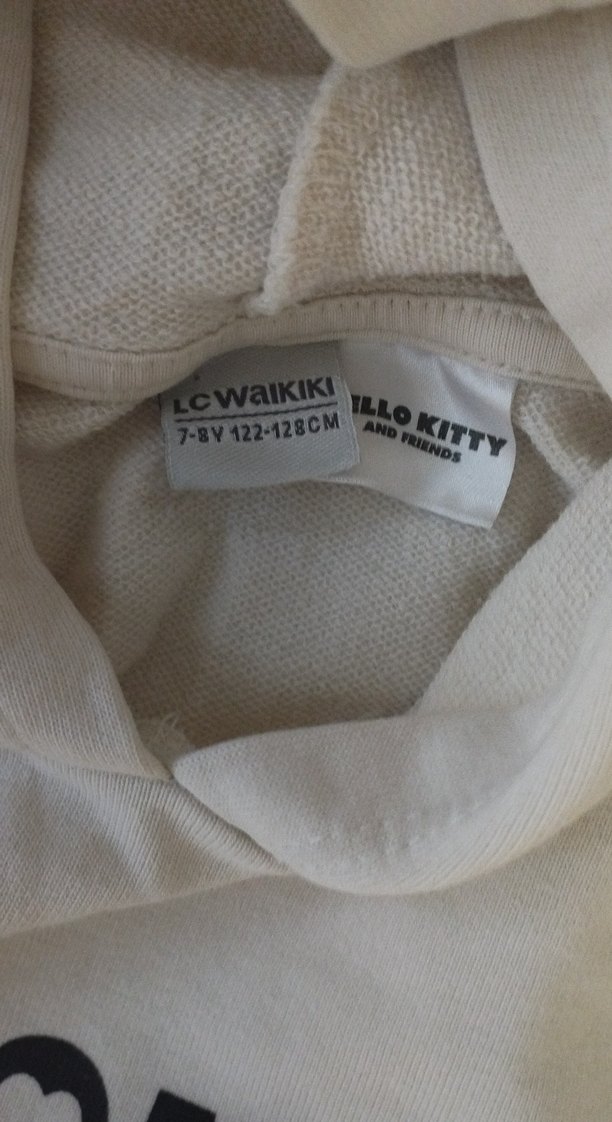 LC WAIKIKI
7-8Y 122-128CM
ELLO KITTY
AND FRIENDS